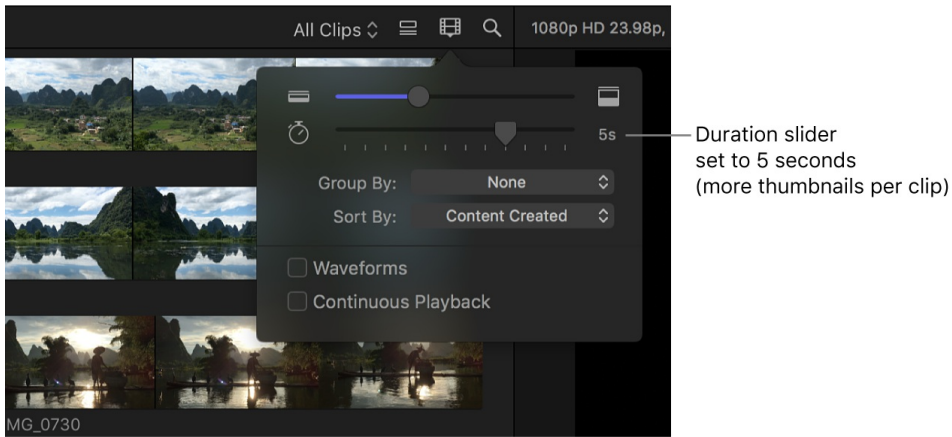 All Clips
1080p HD 23.98p,
5s
Duration slider
set to 5 seconds
(more thumbnails per clip)
Group By: None
Sort By: Content Created
Waveforms
Continuous Playback
MG_0730